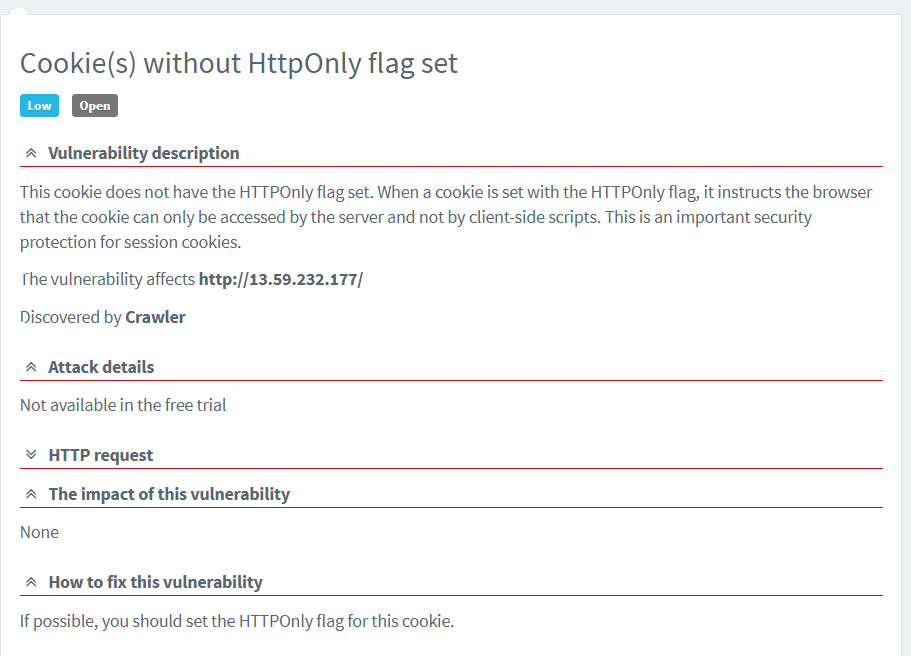 Cookie(s) without HttpOnly flag set
Low Open
Vulnerability description
This cookie does not have the HTTPOnly flag set. When a cookie is set with the HTTPOnly flag, it instructs the browser
that the cookie can only be accessed by the server and not by client-side scripts. This is an important security
protection for session cookies.
The vulnerability affects http://13.59.232.177/
Discovered by Crawler
Attack details
Not available in the free trial
HTTP request
The impact of this vulnerability
None
How to fix this vulnerability
If possible, you should set the HTTPOnly flag for this cookie.